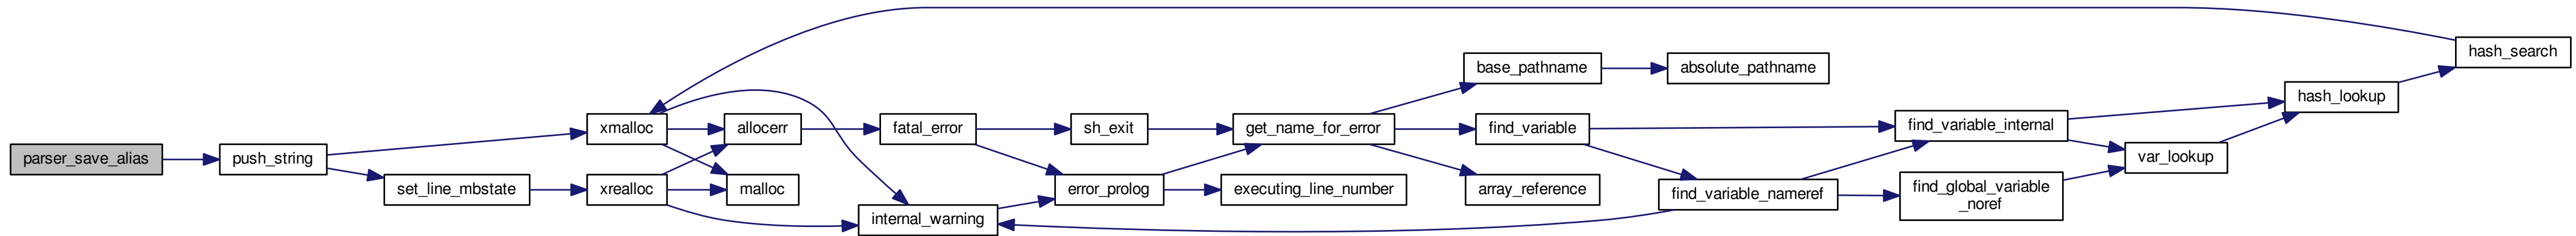 parser_save_alias
push_string
set_line_mbstate
xmalloc
xrealloc
allocerr
malloc
internal_warning
fatal_error
sh_exit
error_prolog
get_name_for_error
executing_line_number
base_pathname
find_variable
array_reference
absolute_pathname
find_variable_nameref
find_variable_internal
find_global_variable
_noref
var_lookup
hash_lookup
hash_search